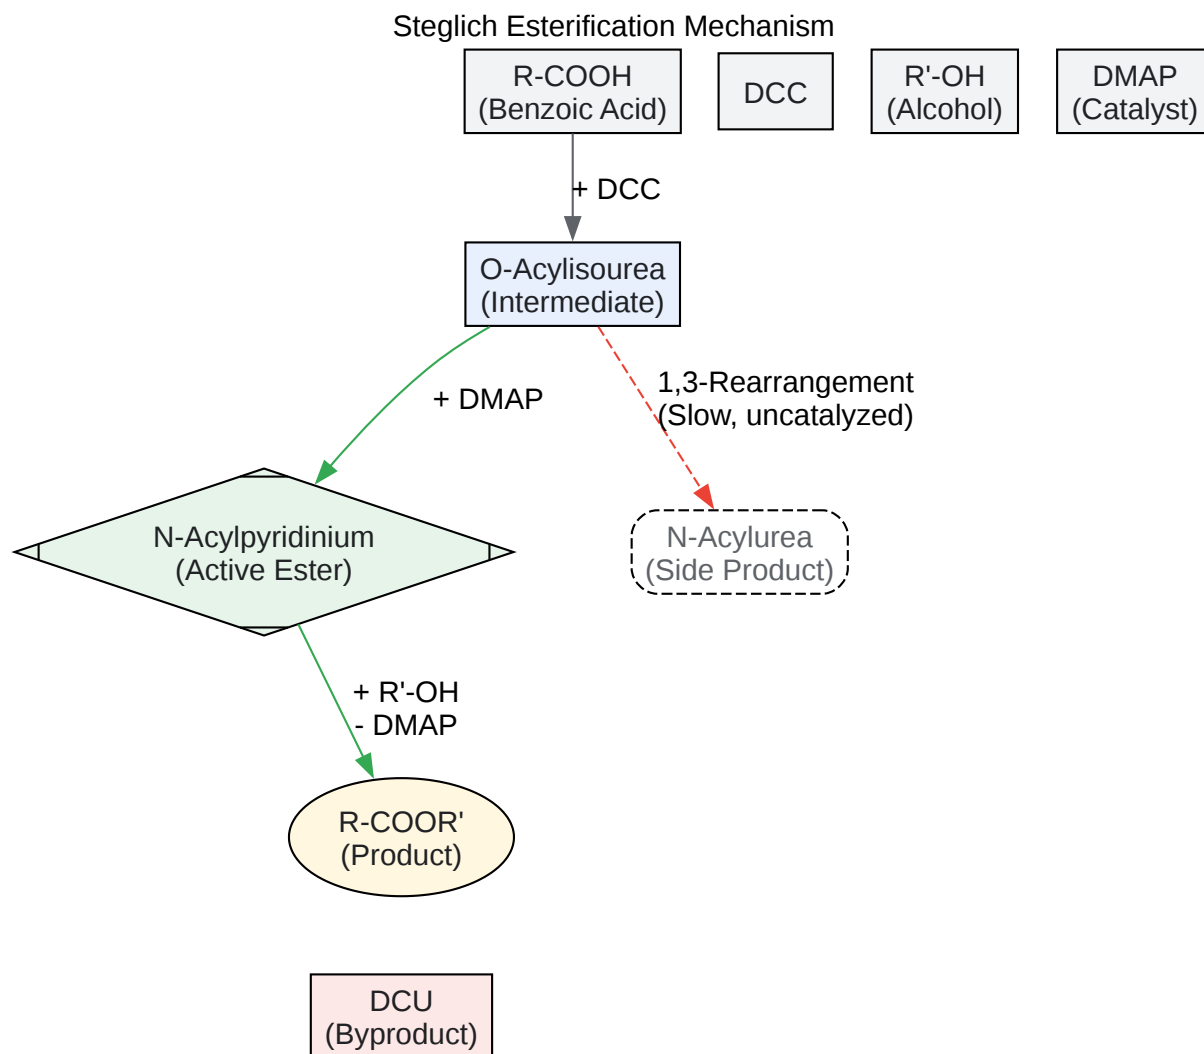 Steglich Esterification Mechanism
R-COOH
(Benzoic Acid)
DCC
R'-OH
(Alcohol)
DMAP
(Catalyst)
+ DCC
O-Acylisourea
(Intermediate)
+ DMAP
1,3-Rearrangement
(Slow, uncatalyzed)
N-Acylpyridinium
(Active Ester)
N-Acylurea
(Side Product)
+ R'-OH
- DMAP
R-COOR'
(Product)
DCU
(Byproduct)